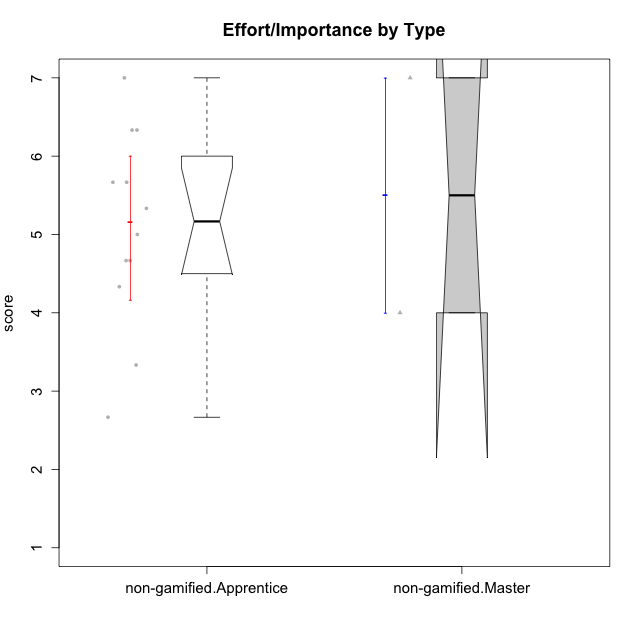 Effort/Importance by Type
7
6
5
4
3
2
1
score
non-gamified.Apprentice
non-gamified.Master